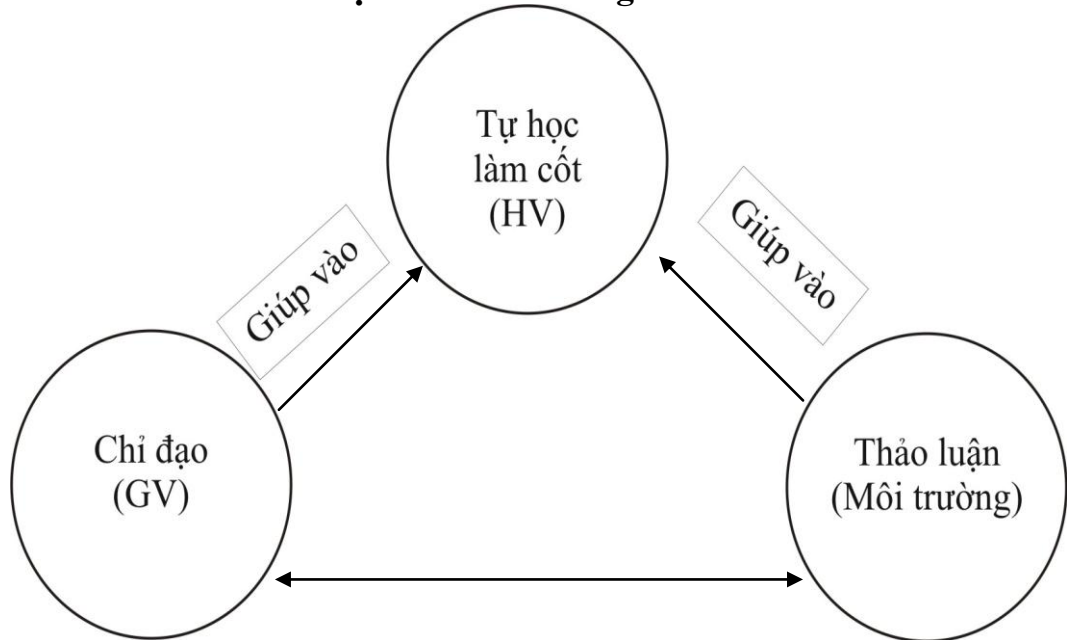 Tự học
làm cốt
(HV)
Giúp vào
Giúp vào
Chỉ đạo
(GV)
Thảo luận
(Môi trường)